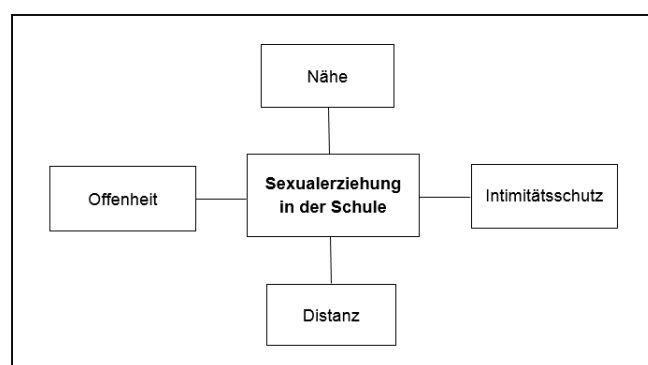 Nähe
Offenheit
Sexualerziehung
in der Schule
Intimitätsschutz
Distanz